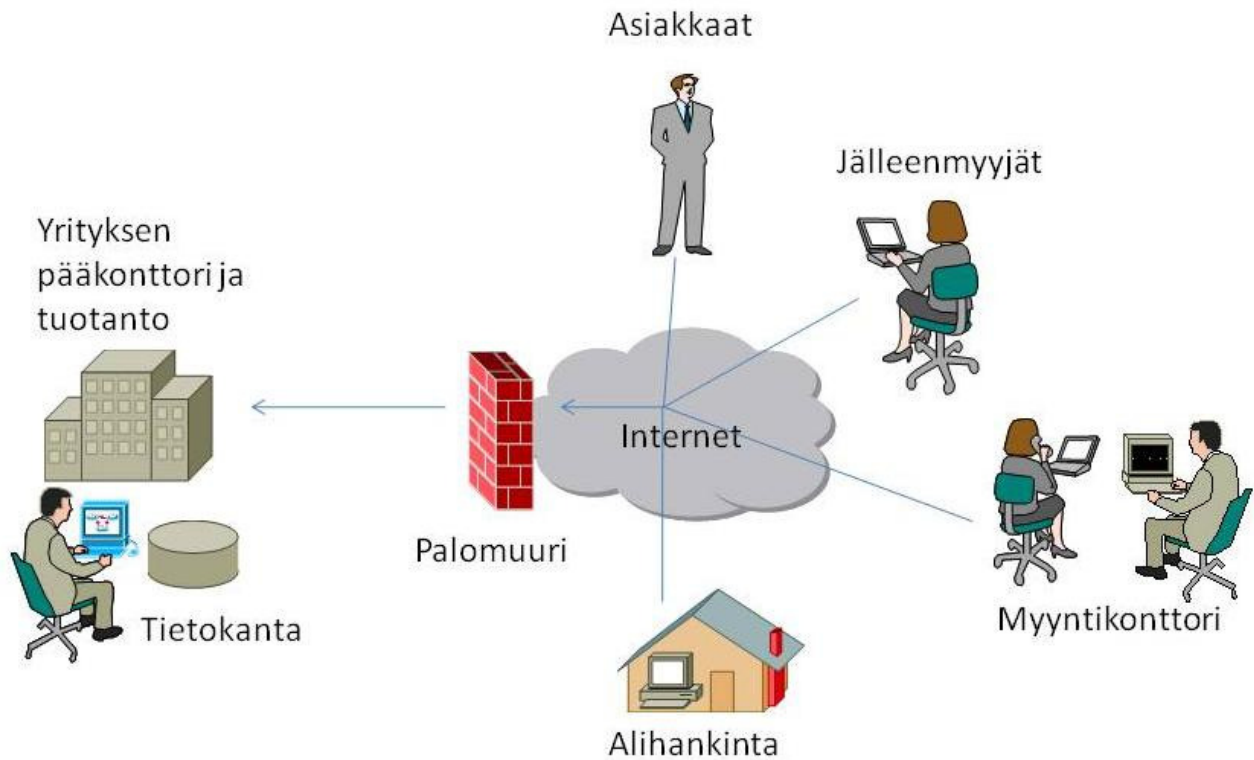 Asiakkaat
Jälleenmyyjät
Yrityksen
pääkonttori ja
tuotanto
Internet
Palomuuri
Tietokanta
Myyntikonttori
Alihankinta